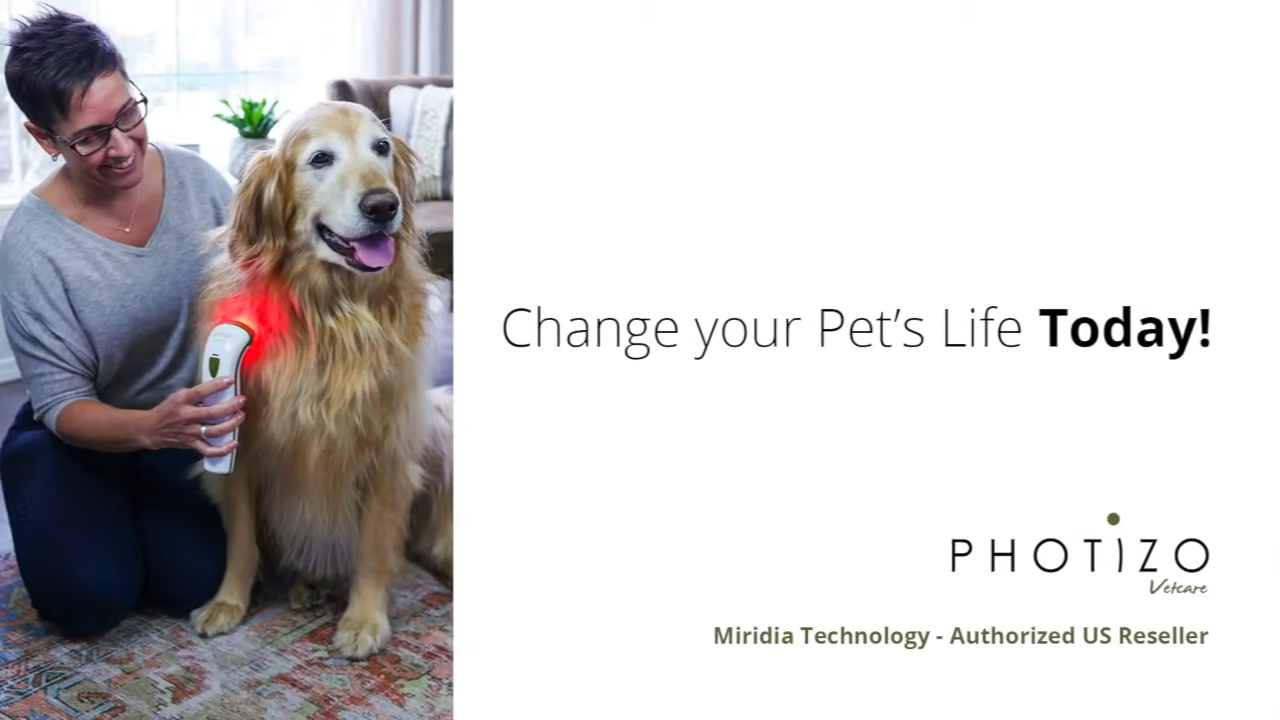 Change your Pet's Life Today!
PHOTIZO
Vetcare
Miridia Technology - Authorized US Reseller